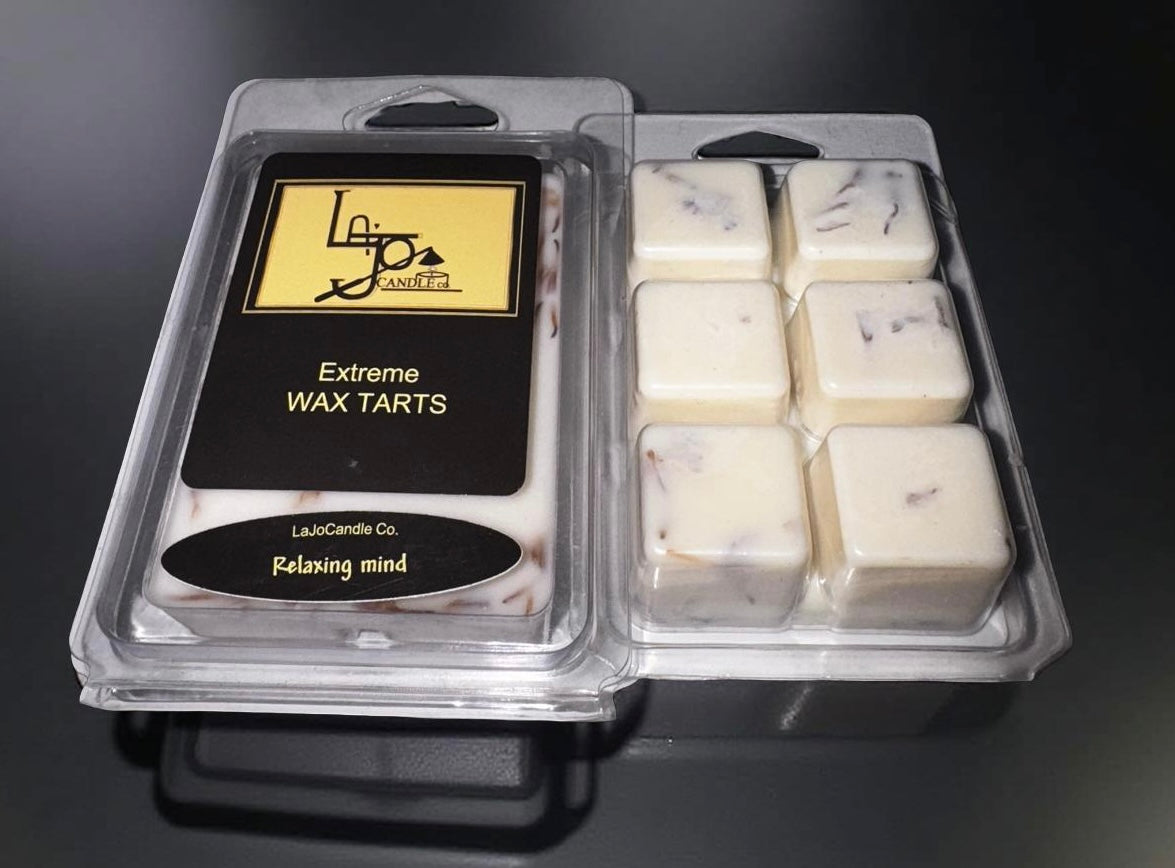 LaJo
CANDLE co.
Extreme
WAX TARTS
LaJoCandle Co.
Relaxing mind